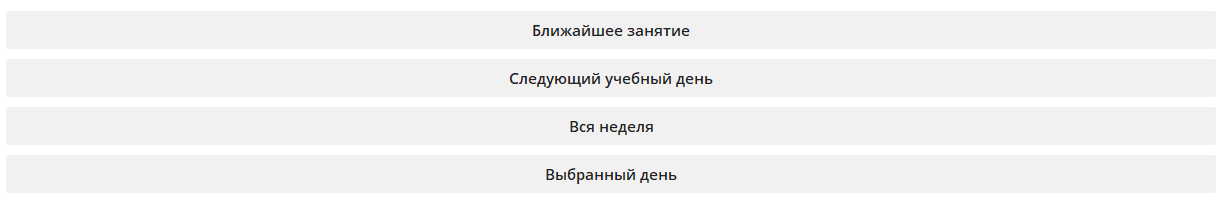 Ближайшее занятие
Следующий учебный день
Вся неделя
Выбранный день